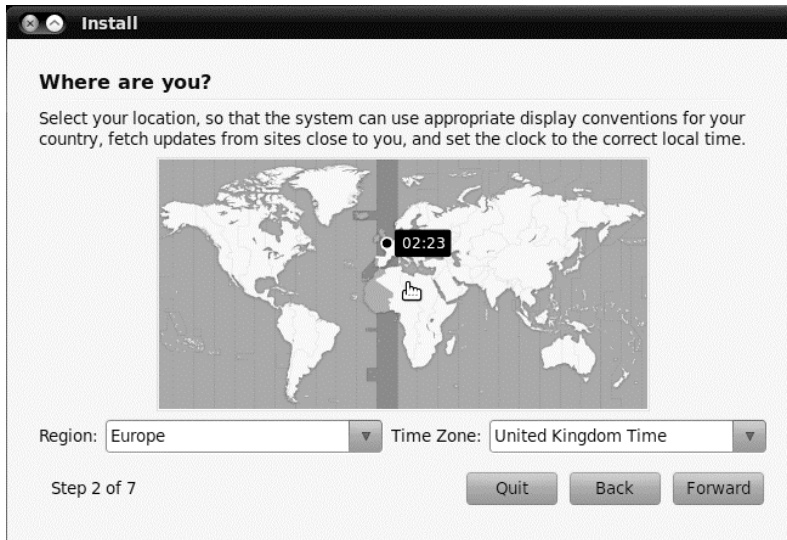 Install
Where are you?
Select your location, so that the system can use appropriate display conventions for your
country, fetch updates from sites close to you, and set the clock to the correct local time.
02:23
Region: Europe Time Zone: United Kingdom Time
Step 2 of 7 Quit Back Forward